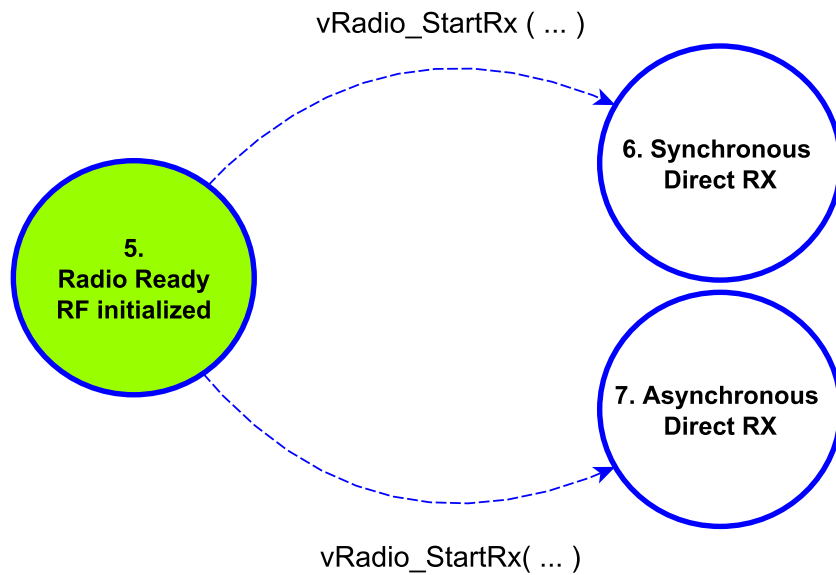 vRadio_StartRx ( ... )
6. Synchronous
Direct RX
5.
Radio Ready
RF initialized
7. Asynchronous
Direct RX
vRadio_StartRx( ... )